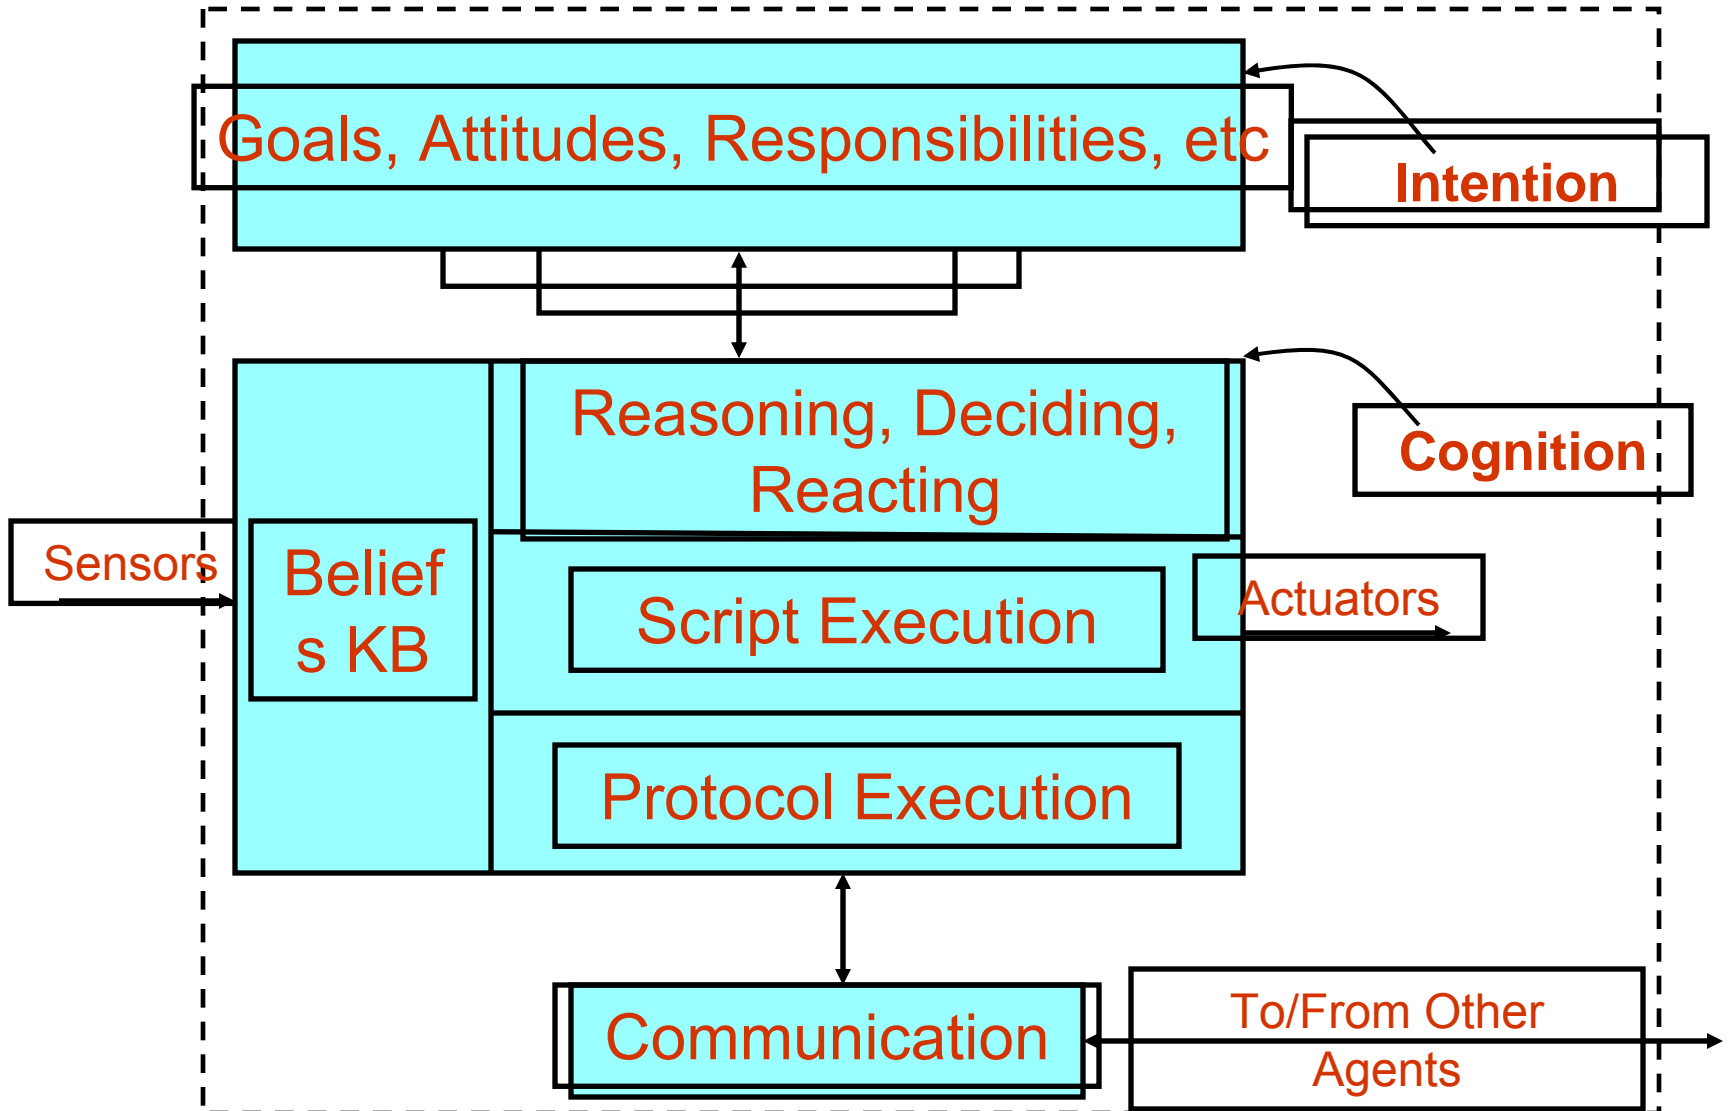 Goals, Attitudes, Responsibilities, etc
Intention
Reasoning, Deciding,
Reacting
Cognition
Sensors
Belief
s KB
Script Execution
Actuators
Protocol Execution
Communication
To/From Other
Agents